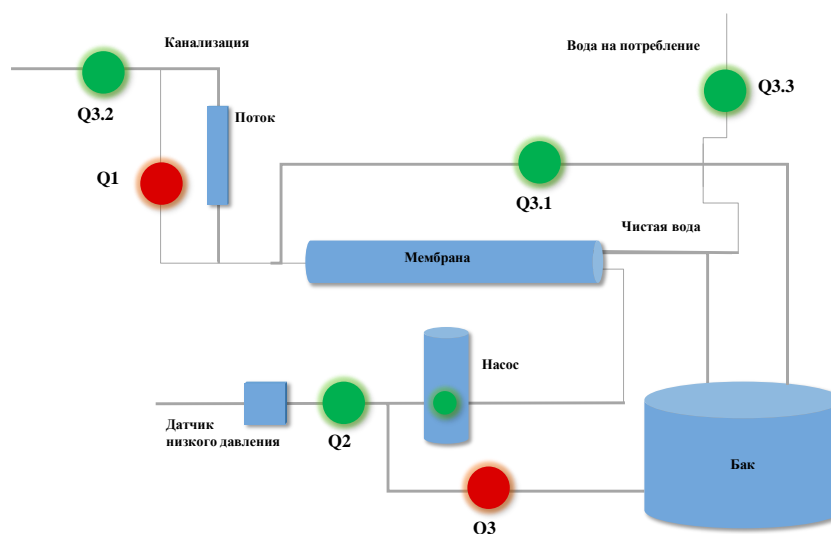 Канализация
Вода на потребление
Q3.2
Q3.3
Поток
Q1
Q3.1
Чистая вода
Мембрана
Насос
Датчик
низкого давления
Q2
Бак
Q3